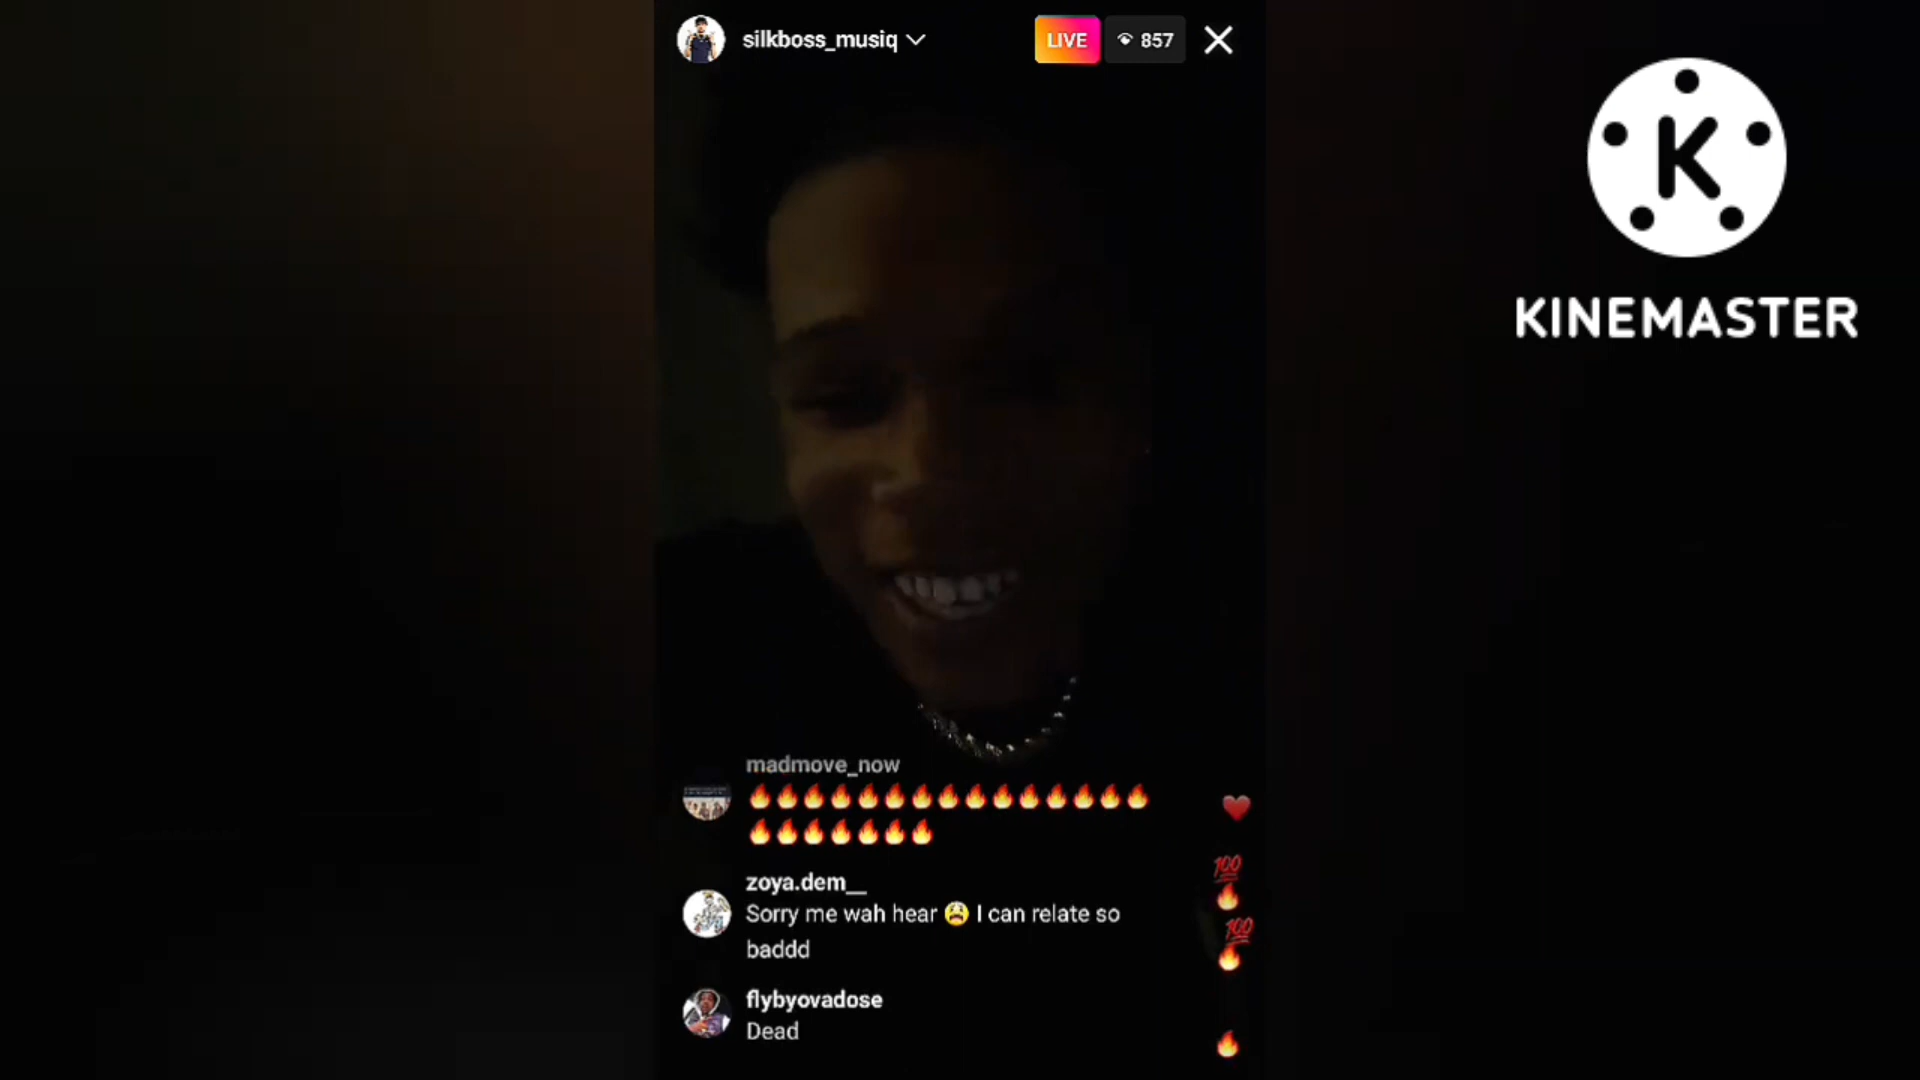 silkboss_musiq
LIVE
857
K
KINEMASTER
madmove_now
🔥🔥🔥🔥🔥🔥🔥🔥🔥🔥🔥🔥🔥🔥🔥
🔥🔥🔥🔥🔥🔥🔥
zoya.dem__
Sorry me wah hear 😩 I can relate so
baddd
flybyovadose
Dead